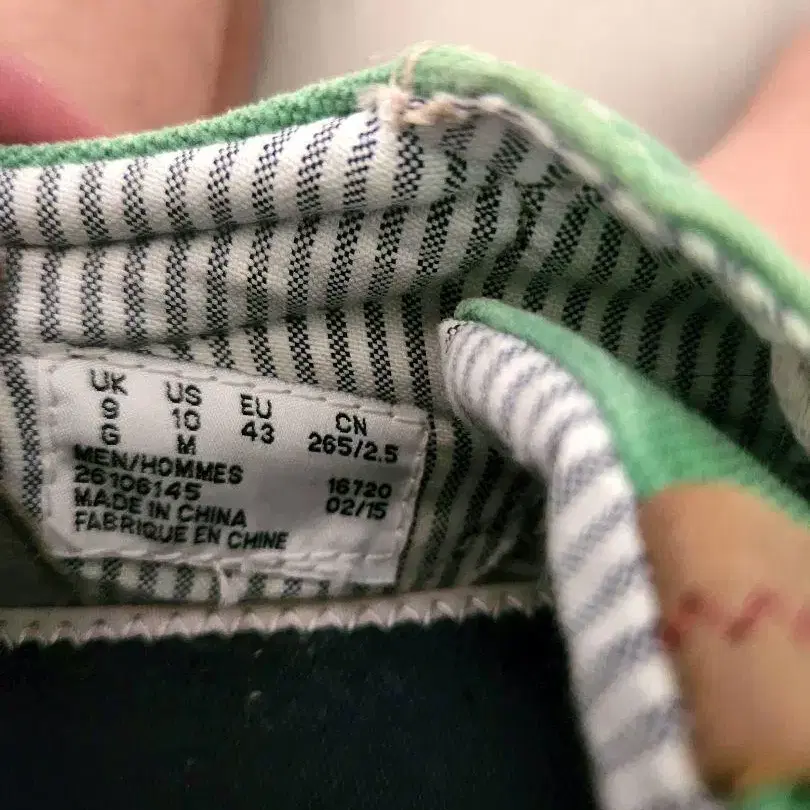 UK US EU CN
9 10 43 265/2.5
G M
MEN/HOMMES
26106145 16720
MADE IN CHINA 02/15
FABRIQUE EN CHINE